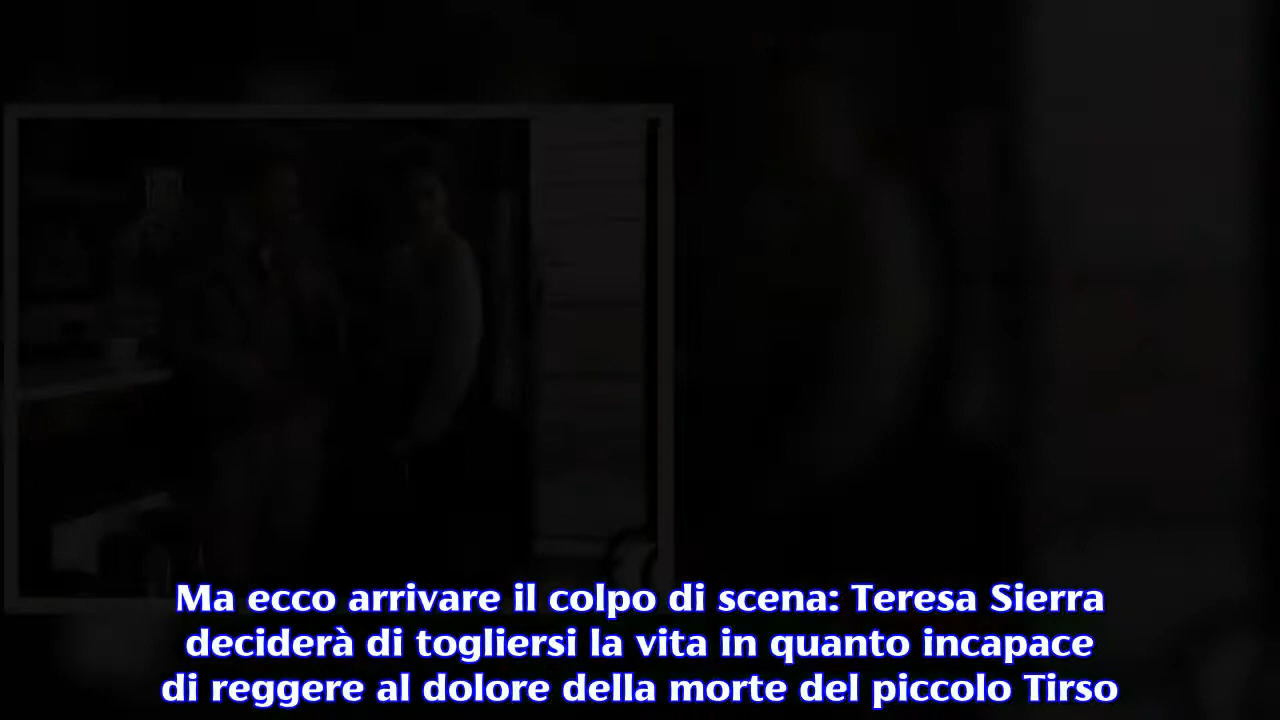 Ma ecco arrivare il colpo di scena: Teresa Sierra
deciderà di togliersi la vita in quanto incapace
di reggere al dolore della morte del piccolo Tirso